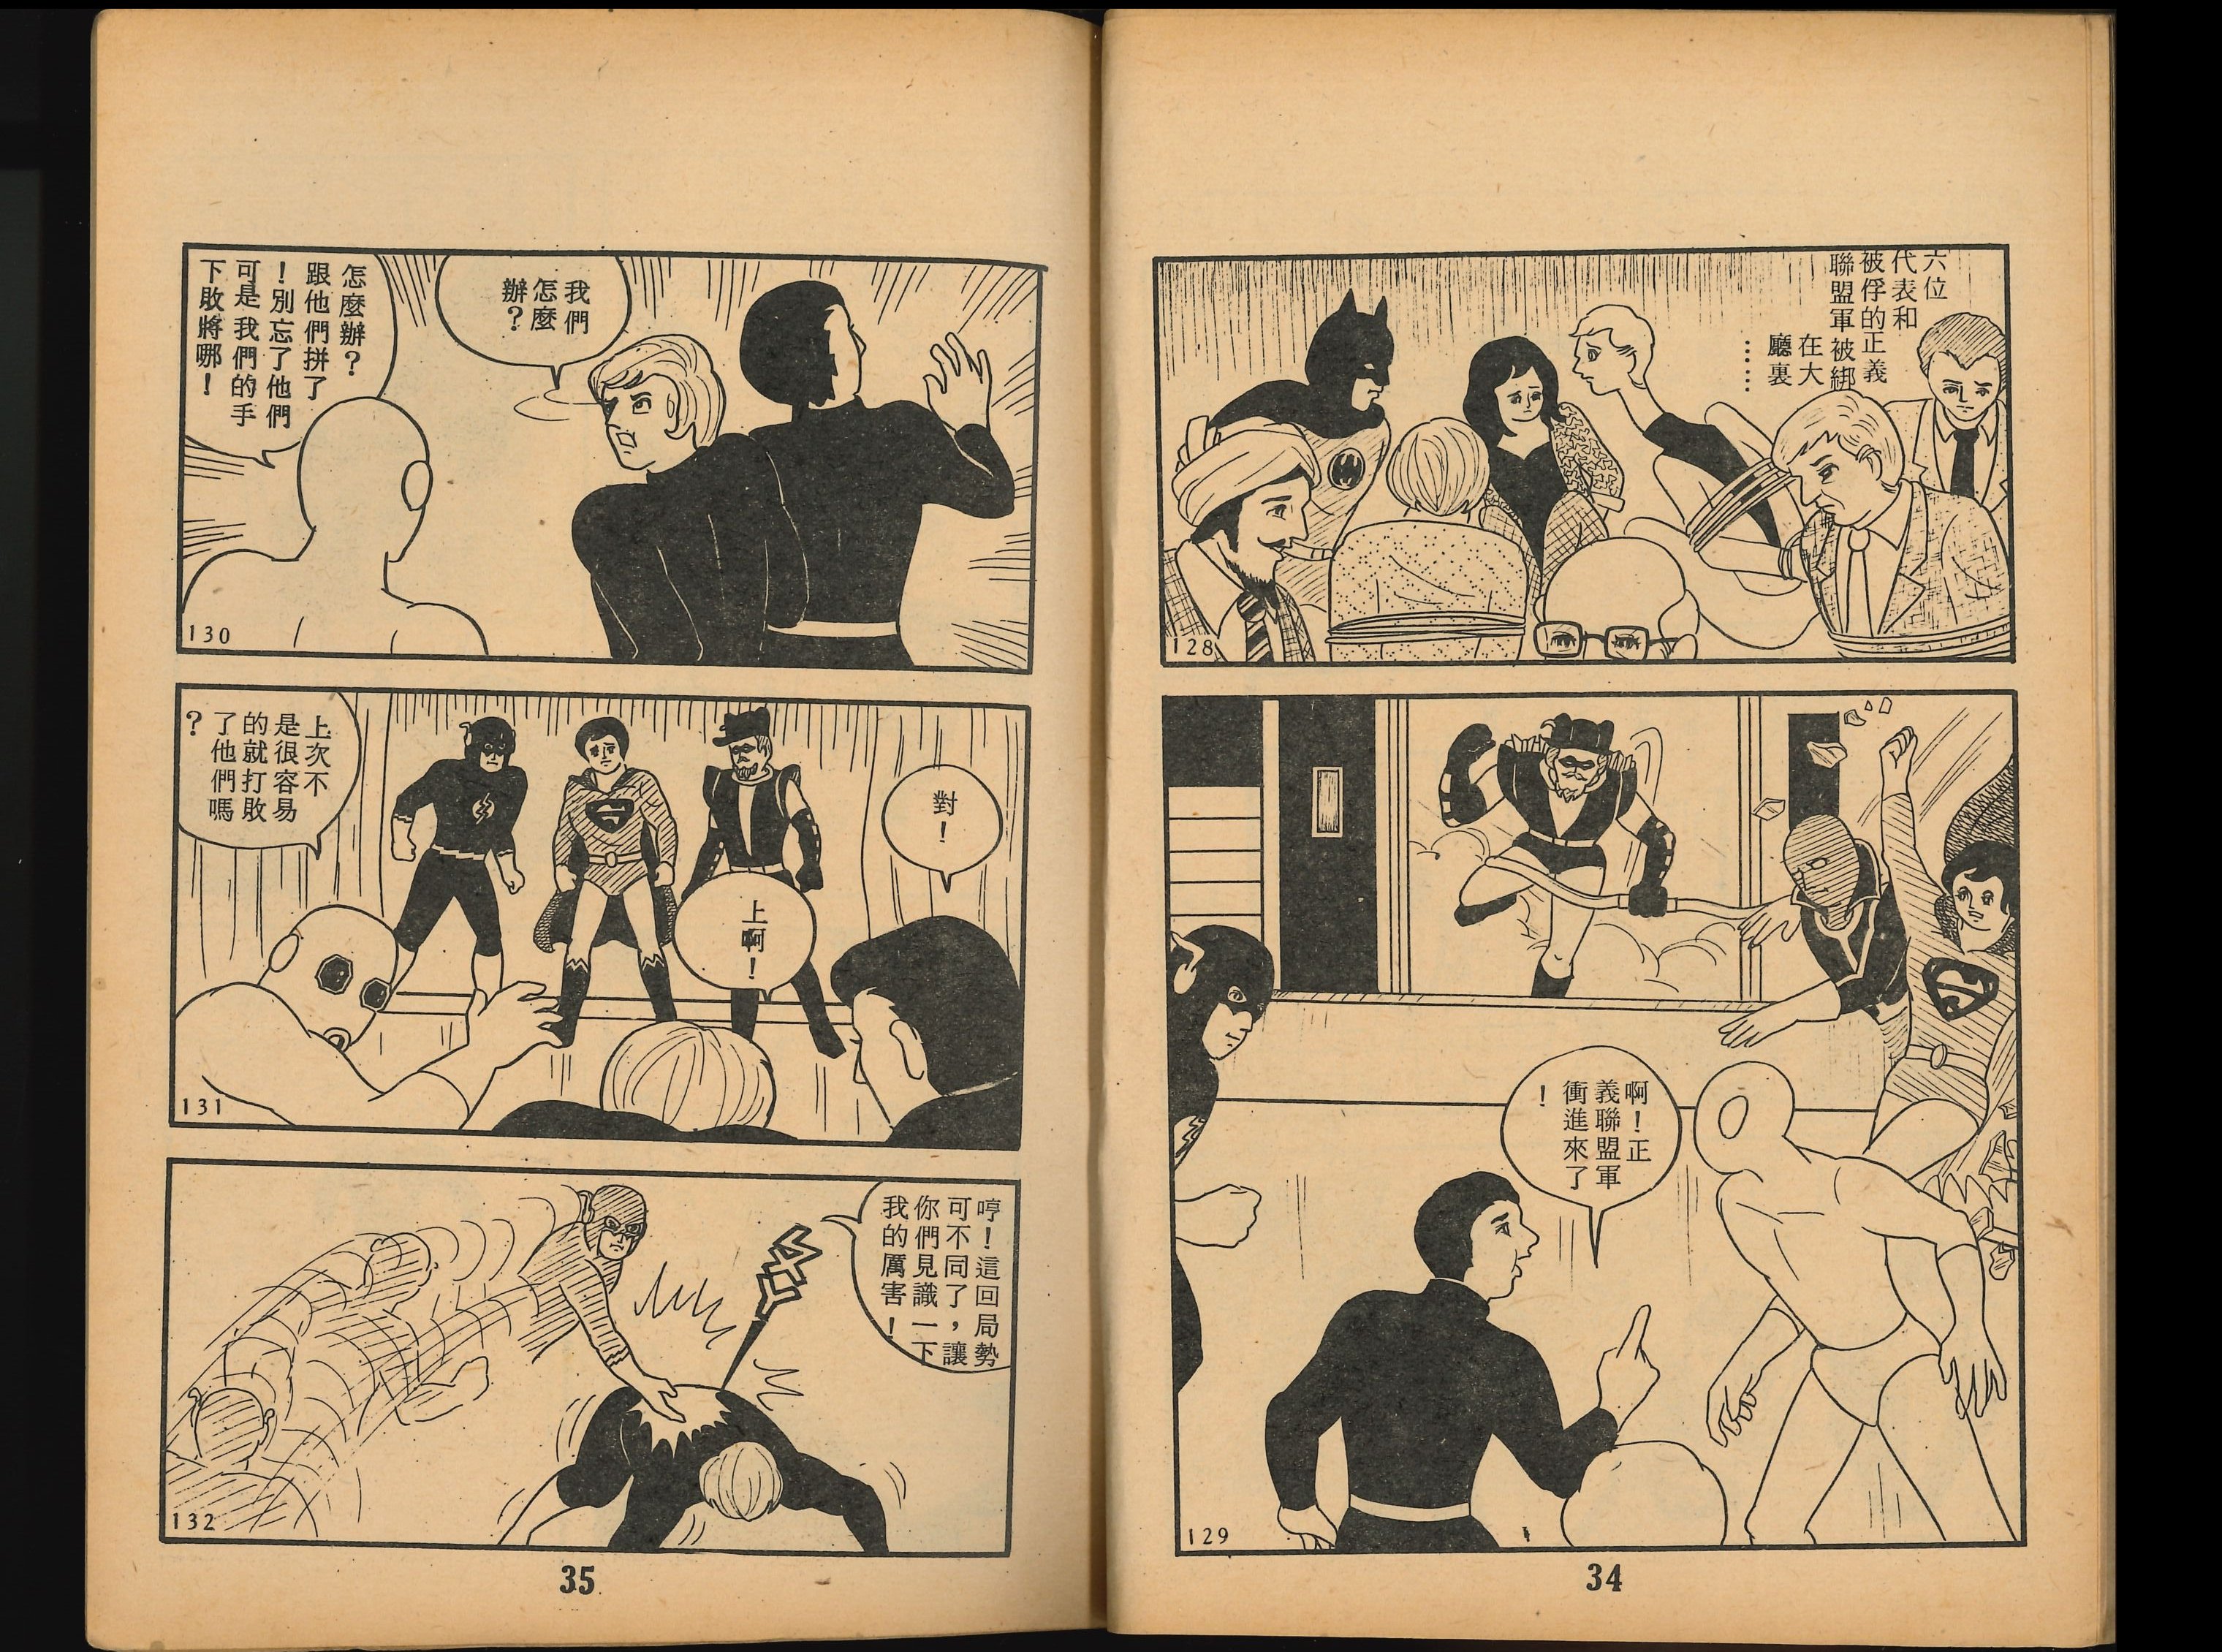 六位
代表和
被俘的正義
聯盟軍被綁
在大
廳裏
……
128
啊！正
義聯盟軍
衝進來了
！
129
34
我們
怎麼
辦？
怎麼辦？
跟他們拼了
！別忘了他們
可是我們的手
下敗將哪！
130
對！
上啊！
上次不
是很容易
的就打敗
了他們嗎
？
131
哼！這回局勢
可不同了，讓
你們見識一下
我的厲害！
132
35